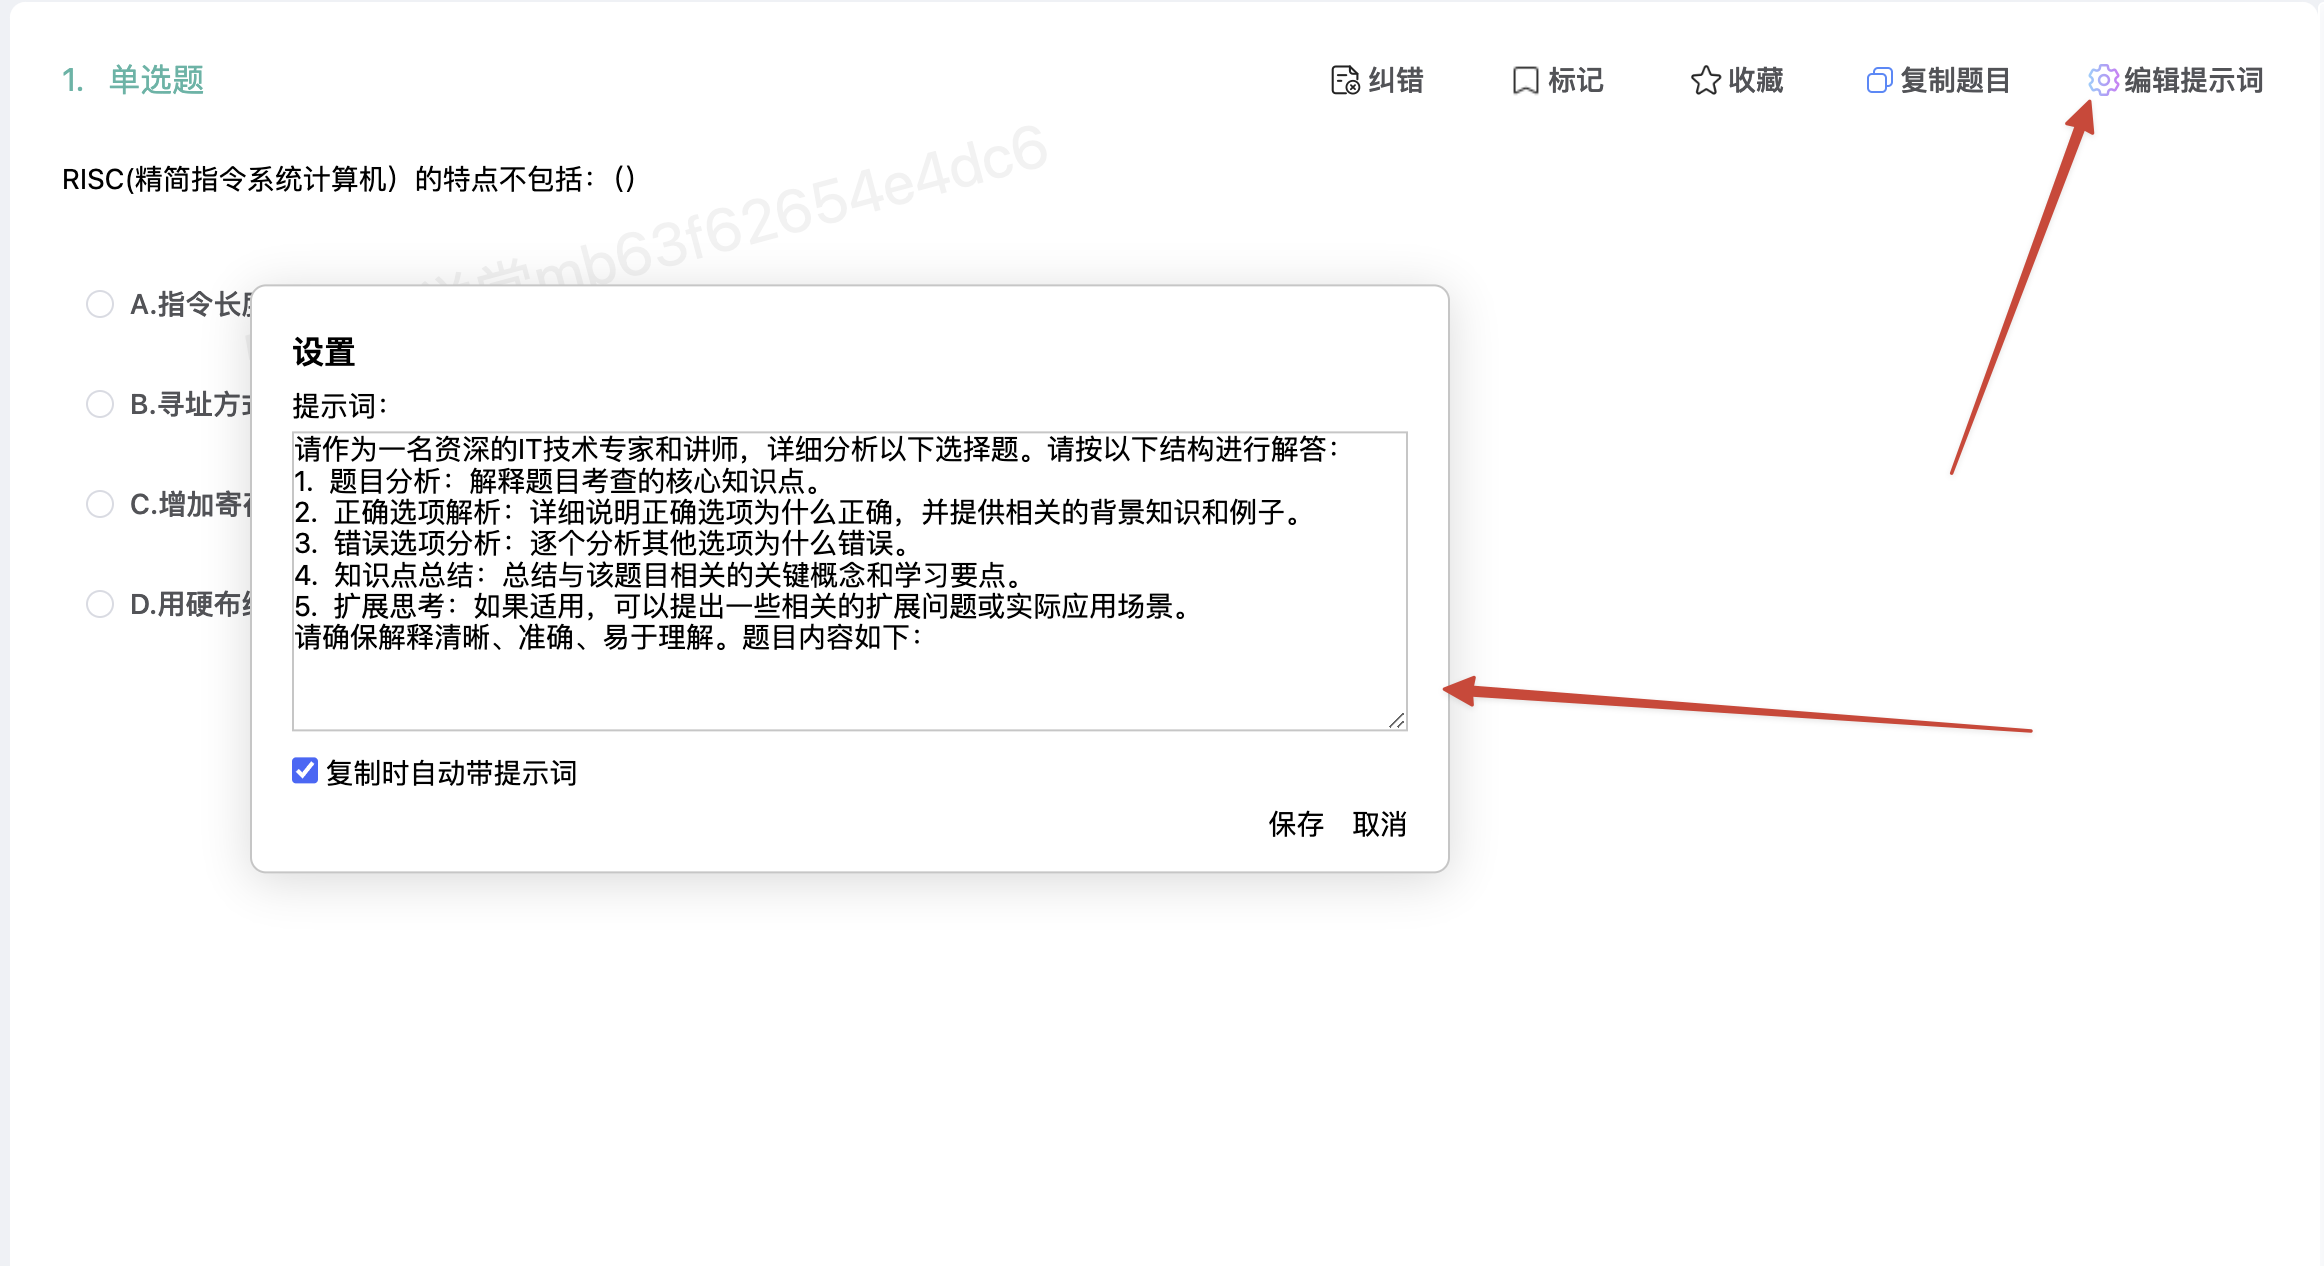 1. 单选题
纠错
标记
收藏
复制题目
编辑提示词
RISC(精简指令系统计算机）的特点不包括：()
mb63f62654e4dc6
A.指令长
B.寻址方
C.增加寄
D.用硬布
设置
提示词：
请作为一名资深的IT技术专家和讲师，详细分析以下选择题。请按以下结构进行解答：
1. 题目分析：解释题目考查的核心知识点。
2. 正确选项解析：详细说明正确选项为什么正确，并提供相关的背景知识和例子。
3. 错误选项分析：逐个分析其他选项为什么错误。
4. 知识点总结：总结与该题目相关的关键概念和学习要点。
5. 扩展思考：如果适用，可以提出一些相关的扩展问题或实际应用场景。
请确保解释清晰、准确、易于理解。题目内容如下：
复制时自动带提示词
保存
取消